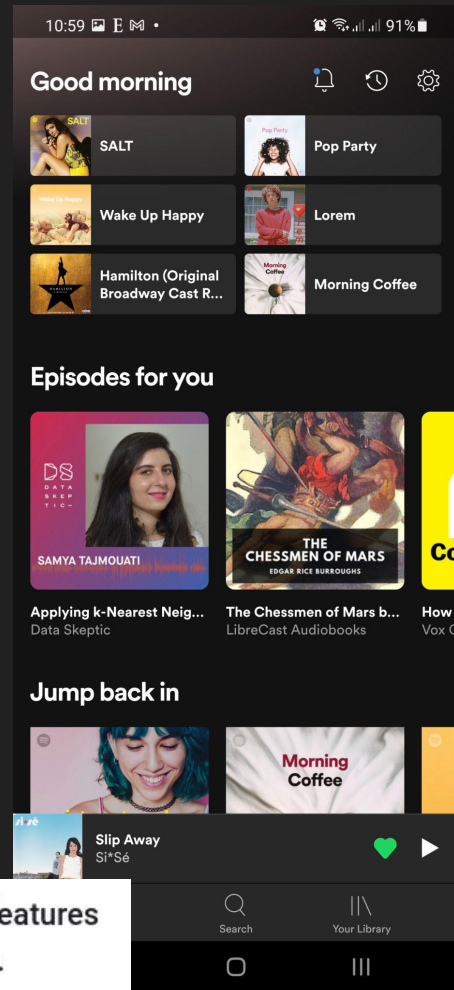 10:59 E M • 91%
Good morning
SALT
SALT
Pop Party
Pop Party
Wake Up Happy
Wake Up Happy
Lorem
HAMILTON
Hamilton (Original
Broadway Cast R...
Morning
Coffee
Morning Coffee
Episodes for you
DS
DATA
SKEP
TIC-
SAMYA TAJMOUATI
THE
CHESSMEN OF MARS
EDGAR RICE BURROUGHS
Co
Applying k-Nearest Neig...
Data Skeptic
The Chessmen of Mars b...
LibreCast Audiobooks
How
Vox
Jump back in
Morning
Coffee
si*sé
Slip Away
Si*Sé
eatures
.
Search
Your Library